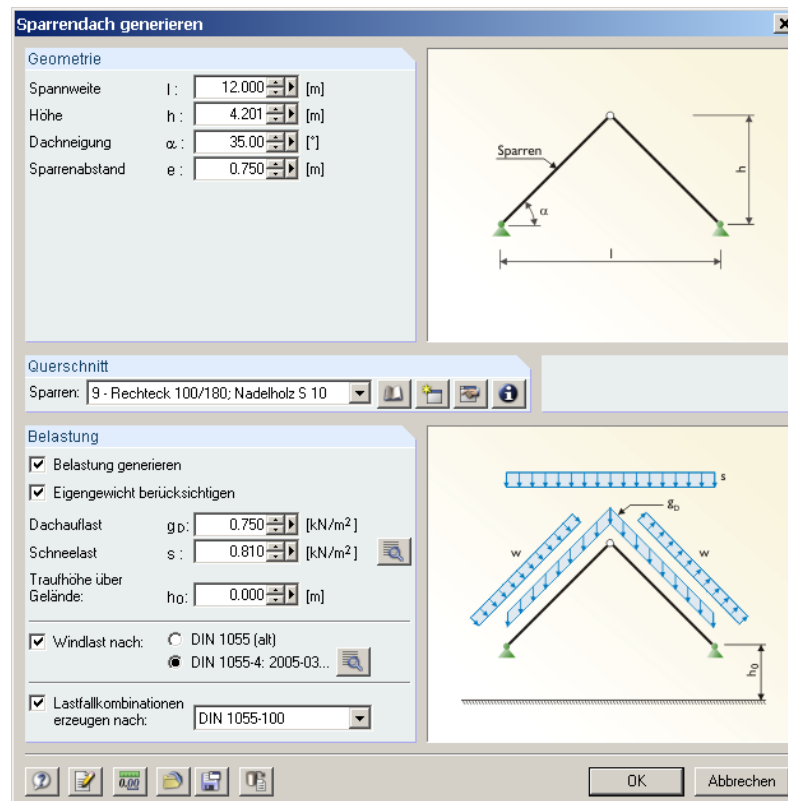 Sparrendach generieren
Geometrie
Spannweite l : 12.000 [m]
Höhe h : 4.201 [m]
Dachneigung α : 35.00 [°]
Sparrenabstand e : 0.750 [m]
Sparren
α
h
l
Querschnitt
Sparren: 9 - Rechteck 100/180; Nadelholz S 10
Belastung
Belastung generieren
Eigengewicht berücksichtigen
Dachauflast gD: 0.750 [kN/m²]
Schneelast s : 0.810 [kN/m²]
Traufhöhe über
Gelände: h0: 0.000 [m]
Windlast nach: DIN 1055 (alt)
DIN 1055-4: 2005-03...
Lastfallkombinationen
erzeugen nach: DIN 1055-100
s
gD
w
w
h0
0.00
OK
Abbrechen